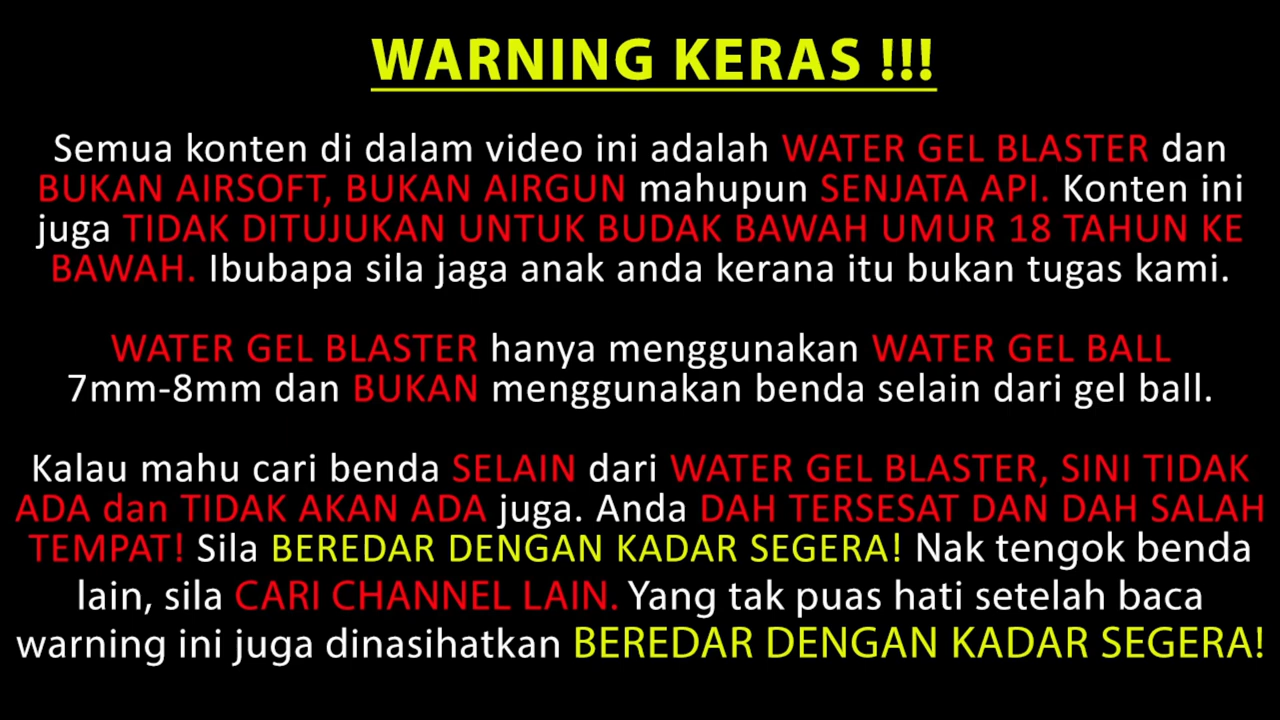 WARNING KERAS !!!
Semua konten di dalam video ini adalah WATER GEL BLASTER dan
BUKAN AIRSOFT, BUKAN AIRGUN mahupun SENJATA API. Konten ini
juga TIDAK DITUJUKAN UNTUK BUDAK BAWAH UMUR 18 TAHUN KE
BAWAH. Ibubapa sila jaga anak anda kerana itu bukan tugas kami.
WATER GEL BLASTER hanya menggunakan WATER GEL BALL
7mm-8mm dan BUKAN menggunakan benda selain dari gel ball.
Kalau mahu cari benda SELAIN dari WATER GEL BLASTER, SINI TIDAK
ADA dan TIDAK AKAN ADA juga. Anda DAH TERSESAT DAN DAH SALAH
TEMPAT! Sila BEREDAR DENGAN KADAR SEGERA! Nak tengok benda
lain, sila CARI CHANNEL LAIN. Yang tak puas hati setelah baca
warning ini juga dinasihatkan BEREDAR DENGAN KADAR SEGERA!